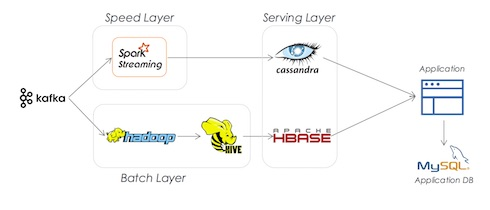 Speed Layer
Serving Layer
Spark
Streaming
cassandra
Application
kafka
hadoop
HIVE
APACHE
HBASE
Batch Layer
MySQL
Application DB